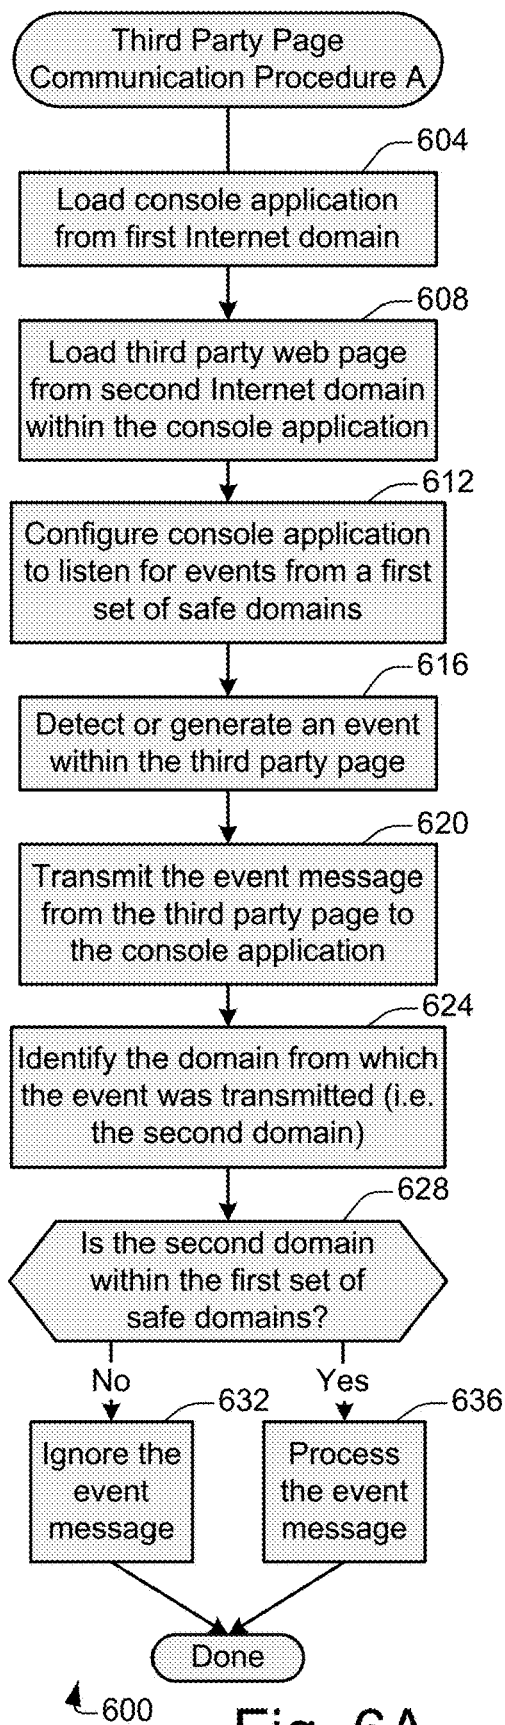 Third Party Page
Communication Procedure A
604
Load console application
from first Internet domain
608
Load third party web page
from second Internet domain
within the console application
612
Configure console application
to listen for events from a first
set of safe domains
616
Detect or generate an event
within the third party page
620
Transmit the event message
from the third party page to
the console application
624
Identify the domain from which
the event was transmitted (i.e.
the second domain)
628
Is the second domain
within the first set of
safe domains?
No
Yes
632
636
Ignore the
event
message
Process
the event
message
Done
600
Fig. 6A